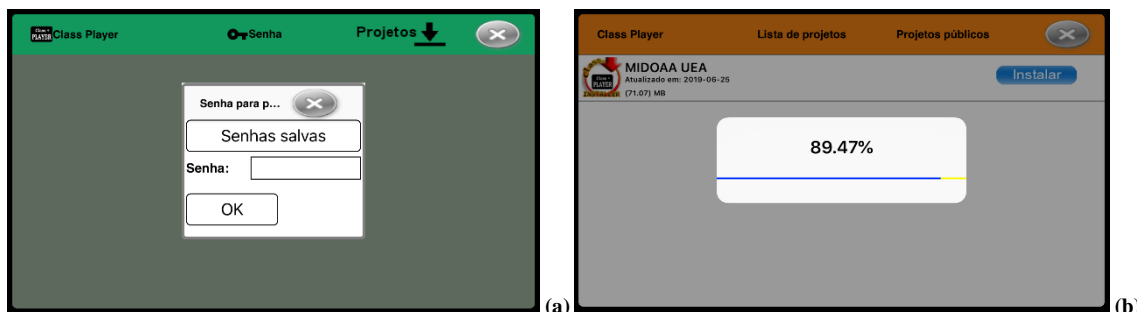 Class Player Senha Projetos
Senha para p...
Senhas salvas
Senha:
OK
(a)
Class Player Lista de projetos Projetos públicos
MIDOAA UEA
Atualizado em: 2019-06-25
(71.07) MB
Instalar
89.47%
(b)